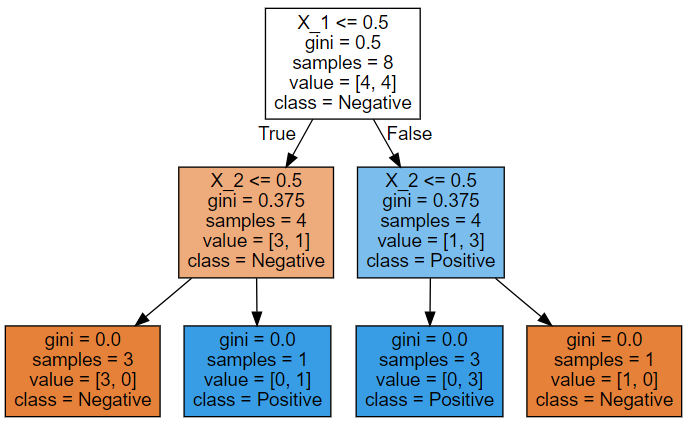 X_1 <= 0.5
gini = 0.5
samples = 8
value = [4, 4]
class = Negative
True
False
X_2 <= 0.5
gini = 0.375
samples = 4
value = [3, 1]
class = Negative
X_2 <= 0.5
gini = 0.375
samples = 4
value = [1, 3]
class = Positive
gini = 0.0
samples = 3
value = [3, 0]
class = Negative
gini = 0.0
samples = 1
value = [0, 1]
class = Positive
gini = 0.0
samples = 3
value = [0, 3]
class = Positive
gini = 0.0
samples = 1
value = [1, 0]
class = Negative